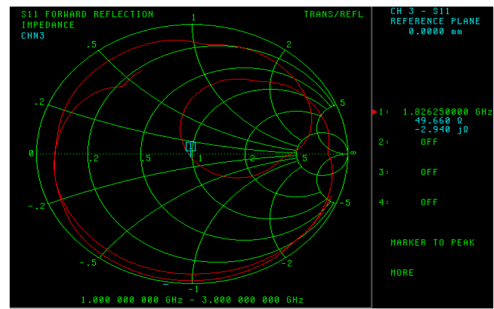 S11 FORWARD REFLECTION
IMPEDANCE
CHN3
TRANS/REFL
CH 3 - S11
REFERENCE PLANE
0.0000 mm
1
.5
2
.2
5
0
.2
.5
1
2
5
∞
-.2
-5
-.5
-2
-1
1.000 000 000 GHz - 3.000 000 000 GHz
1: 1.826250000 GHz
49.660 Ω
-2.940 jΩ
2: OFF
3: OFF
4: OFF
MARKER TO PEAK
MORE